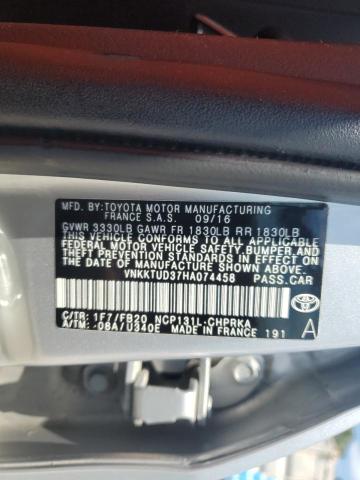 MFD. BY:TOYOTA MOTOR MANUFACTURING
FRANCE S.A.S. 09/16
GVWR 3330LB GAWR FR 1830LB RR 1830LB
THIS VEHICLE CONFORMS TO ALL APPLICABLE
FEDERAL MOTOR VEHICLE SAFETY, BUMPER, AND
THEFT PREVENTION STANDARDS IN EFFECT ON
THE DATE OF MANUFACTURE SHOWN ABOVE.
VNKKTUD37HA074458 PASS.CAR
C/TR: 1F7/FB20 NCP131L-CHPRKA
A/TM: -08A/U340E
MADE IN FRANCE 191
A